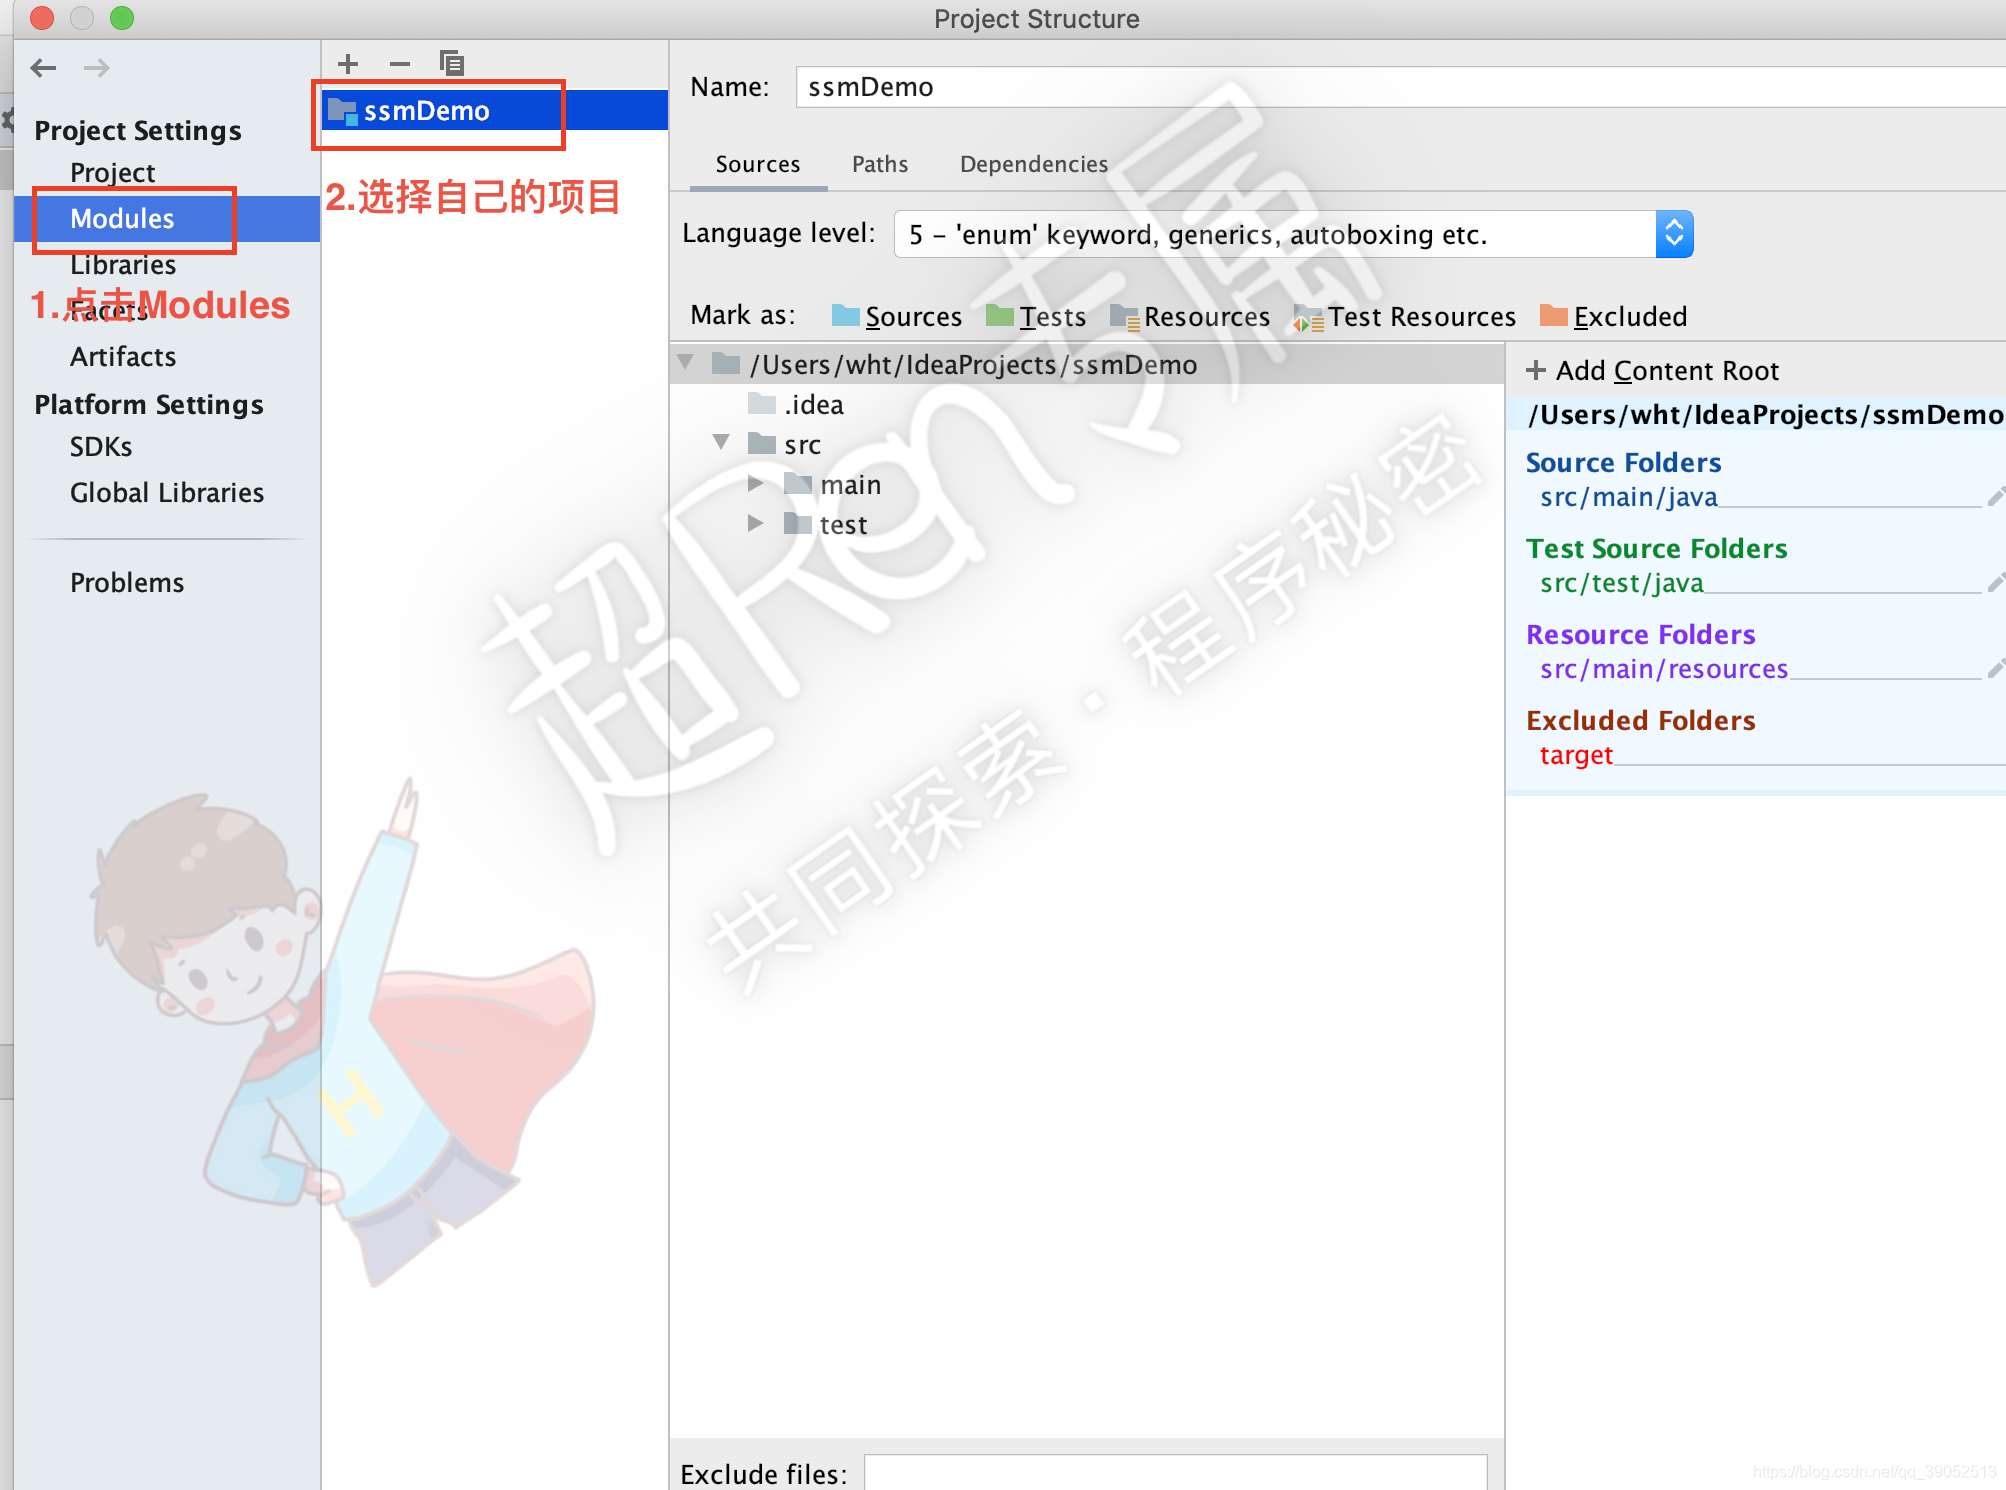 Project Structure
Project Settings
Project
Modules
Libraries
1.点击Modules
Facets
Artifacts
Platform Settings
SDKs
Global Libraries
Problems
ssmDemo
2.选择自己的项目
Name: ssmDemo
Sources Paths Dependencies
Language level: 5 – 'enum' keyword, generics, autoboxing etc.
Mark as: Sources Tests Resources Test Resources Excluded
/Users/wht/IdeaProjects/ssmDemo
.idea
src
main
test
Add Content Root
/Users/wht/IdeaProjects/ssmDemo
Source Folders
src/main/java
Test Source Folders
src/test/java
Resource Folders
src/main/resources
Excluded Folders
target
超Ren专属
共同探索·程序秘密
H
Exclude files:
https://blog.csdn.net/qq_39052513